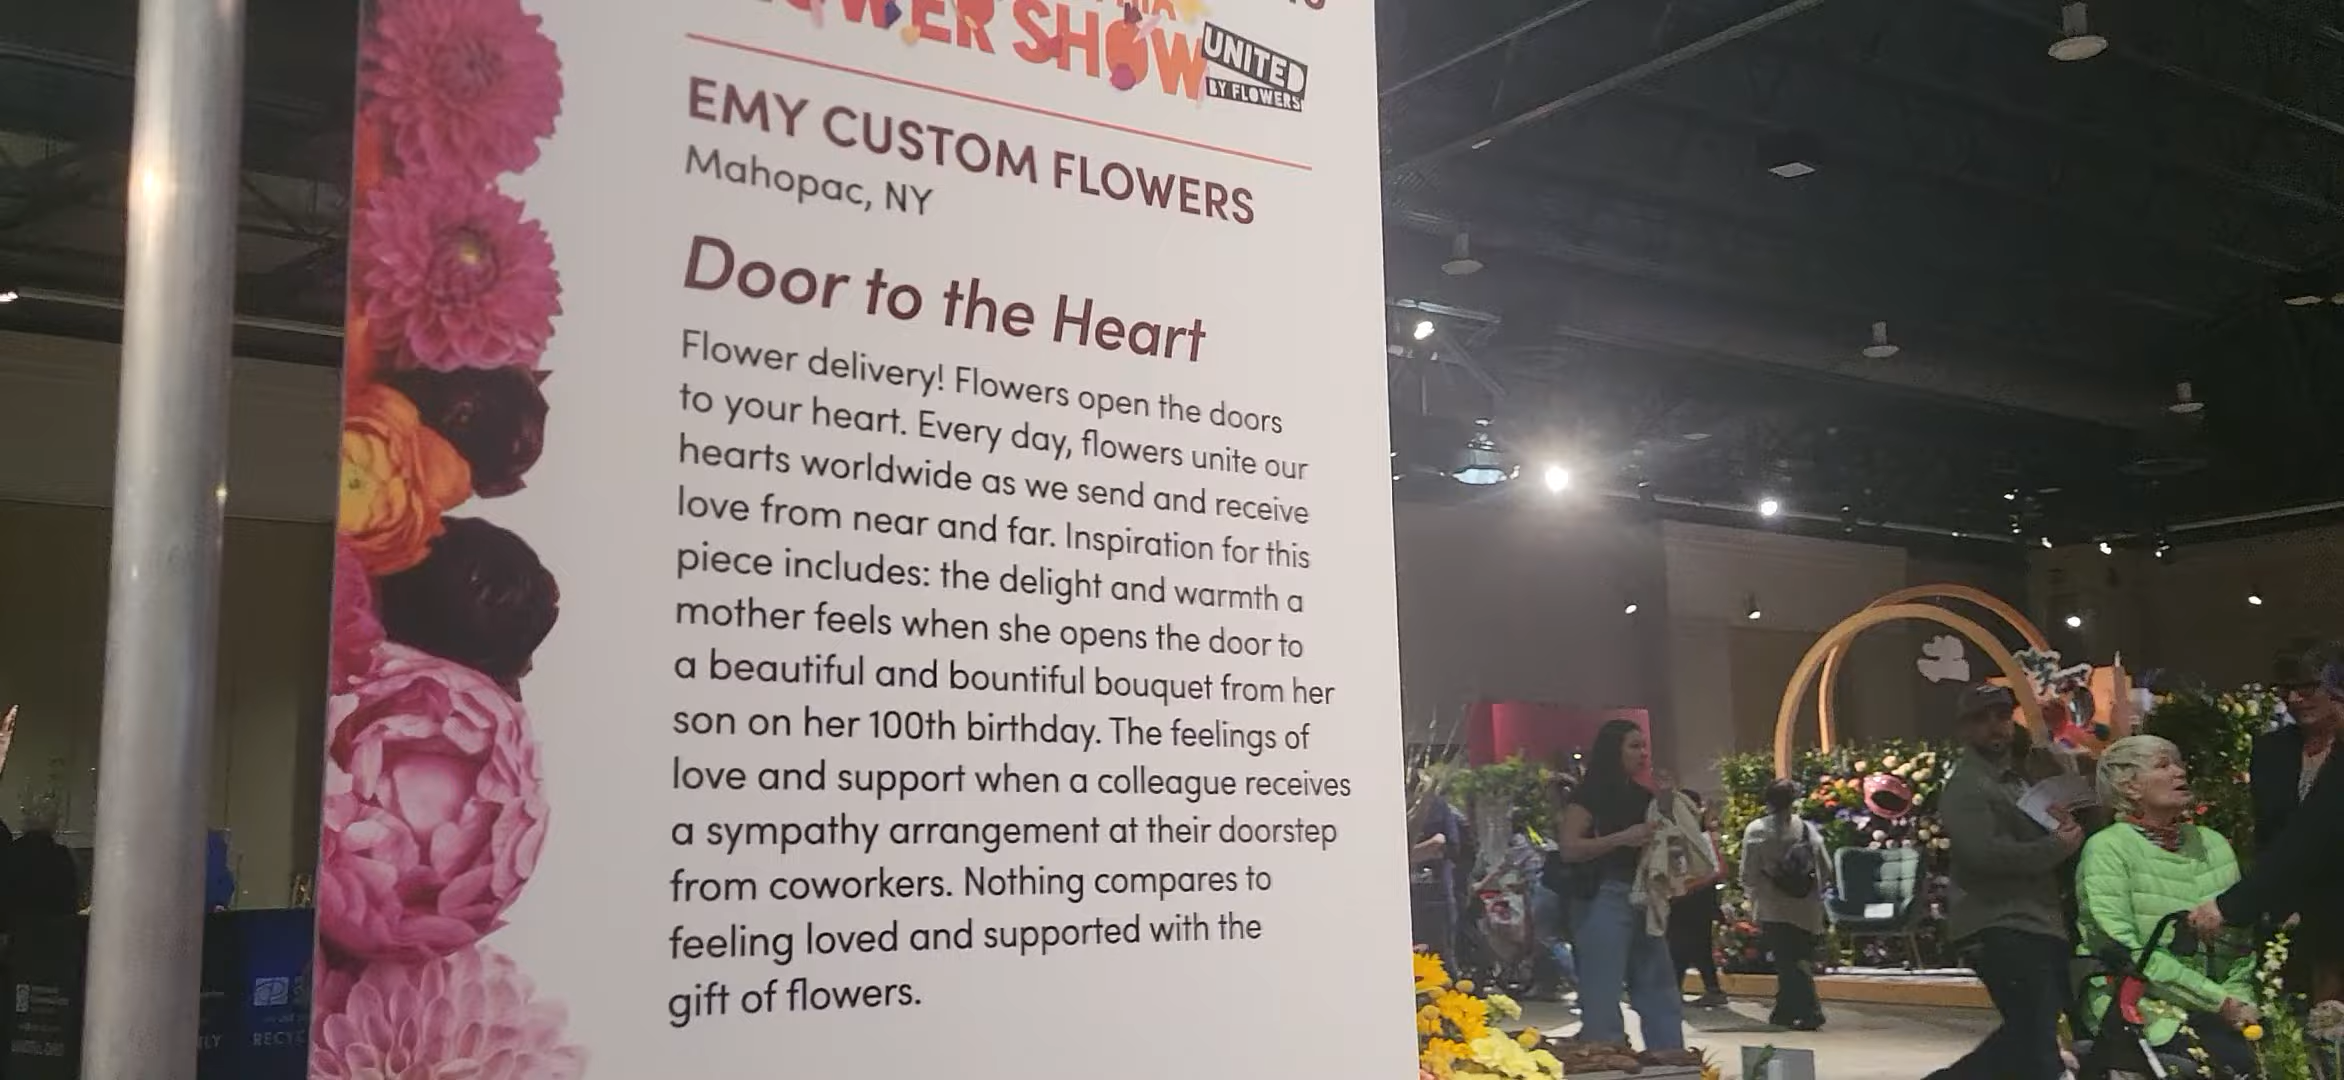 FLOWER SHOW
UNITED
BY FLOWERS
EMY CUSTOM FLOWERS
Mahopac, NY
Door to the Heart
Flower delivery! Flowers open the doors
to your heart. Every day, flowers unite our
hearts worldwide as we send and receive
love from near and far. Inspiration for this
piece includes: the delight and warmth a
mother feels when she opens the door to
a beautiful and bountiful bouquet from her
son on her 100th birthday. The feelings of
love and support when a colleague receives
a sympathy arrangement at their doorstep
from coworkers. Nothing compares to
feeling loved and supported with the
gift of flowers.